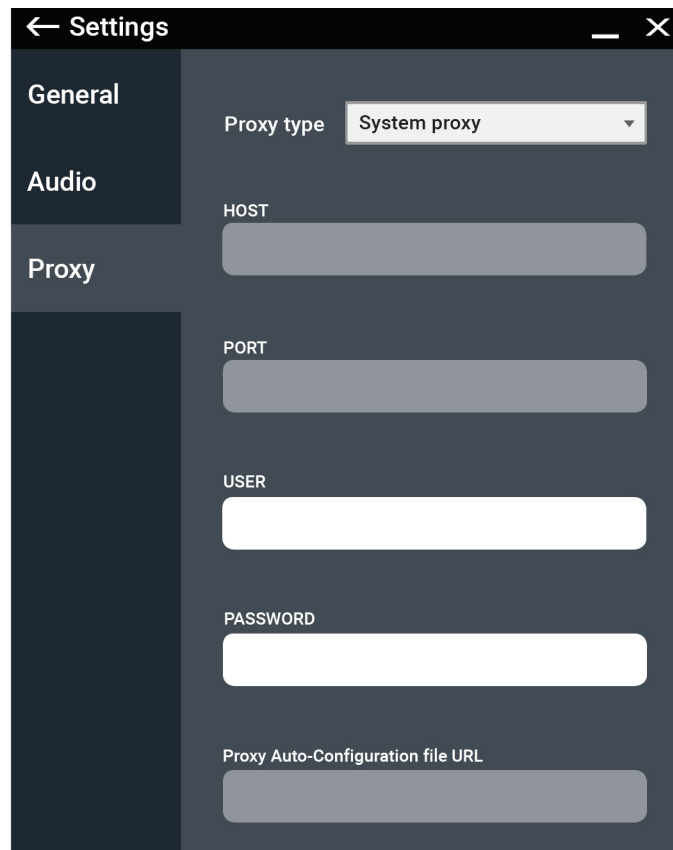 Settings
General
Audio
Proxy
Proxy type System proxy
HOST
PORT
USER
PASSWORD
Proxy Auto-Configuration file URL